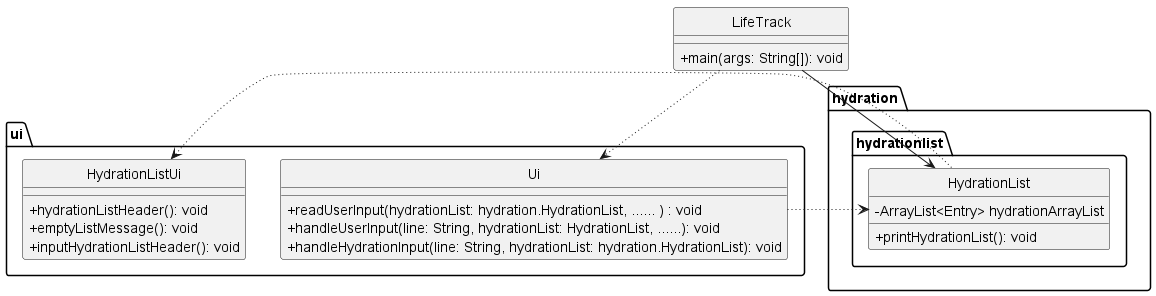 LifeTrack
+main(args: String[]): void
hydration
ui
hydrationlist
HydrationListUi
+hydrationListHeader(): void
+emptyListMessage(): void
+inputHydrationListHeader(): void
Ui
+readUserInput(hydrationList: hydration.HydrationList, ...... ) : void
+handleUserInput(line: String, hydrationList: HydrationList, ......): void
+handleHydrationInput(line: String, hydrationList: hydration.HydrationList): void
HydrationList
-ArrayList<Entry> hydrationArrayList
+printHydrationList(): void